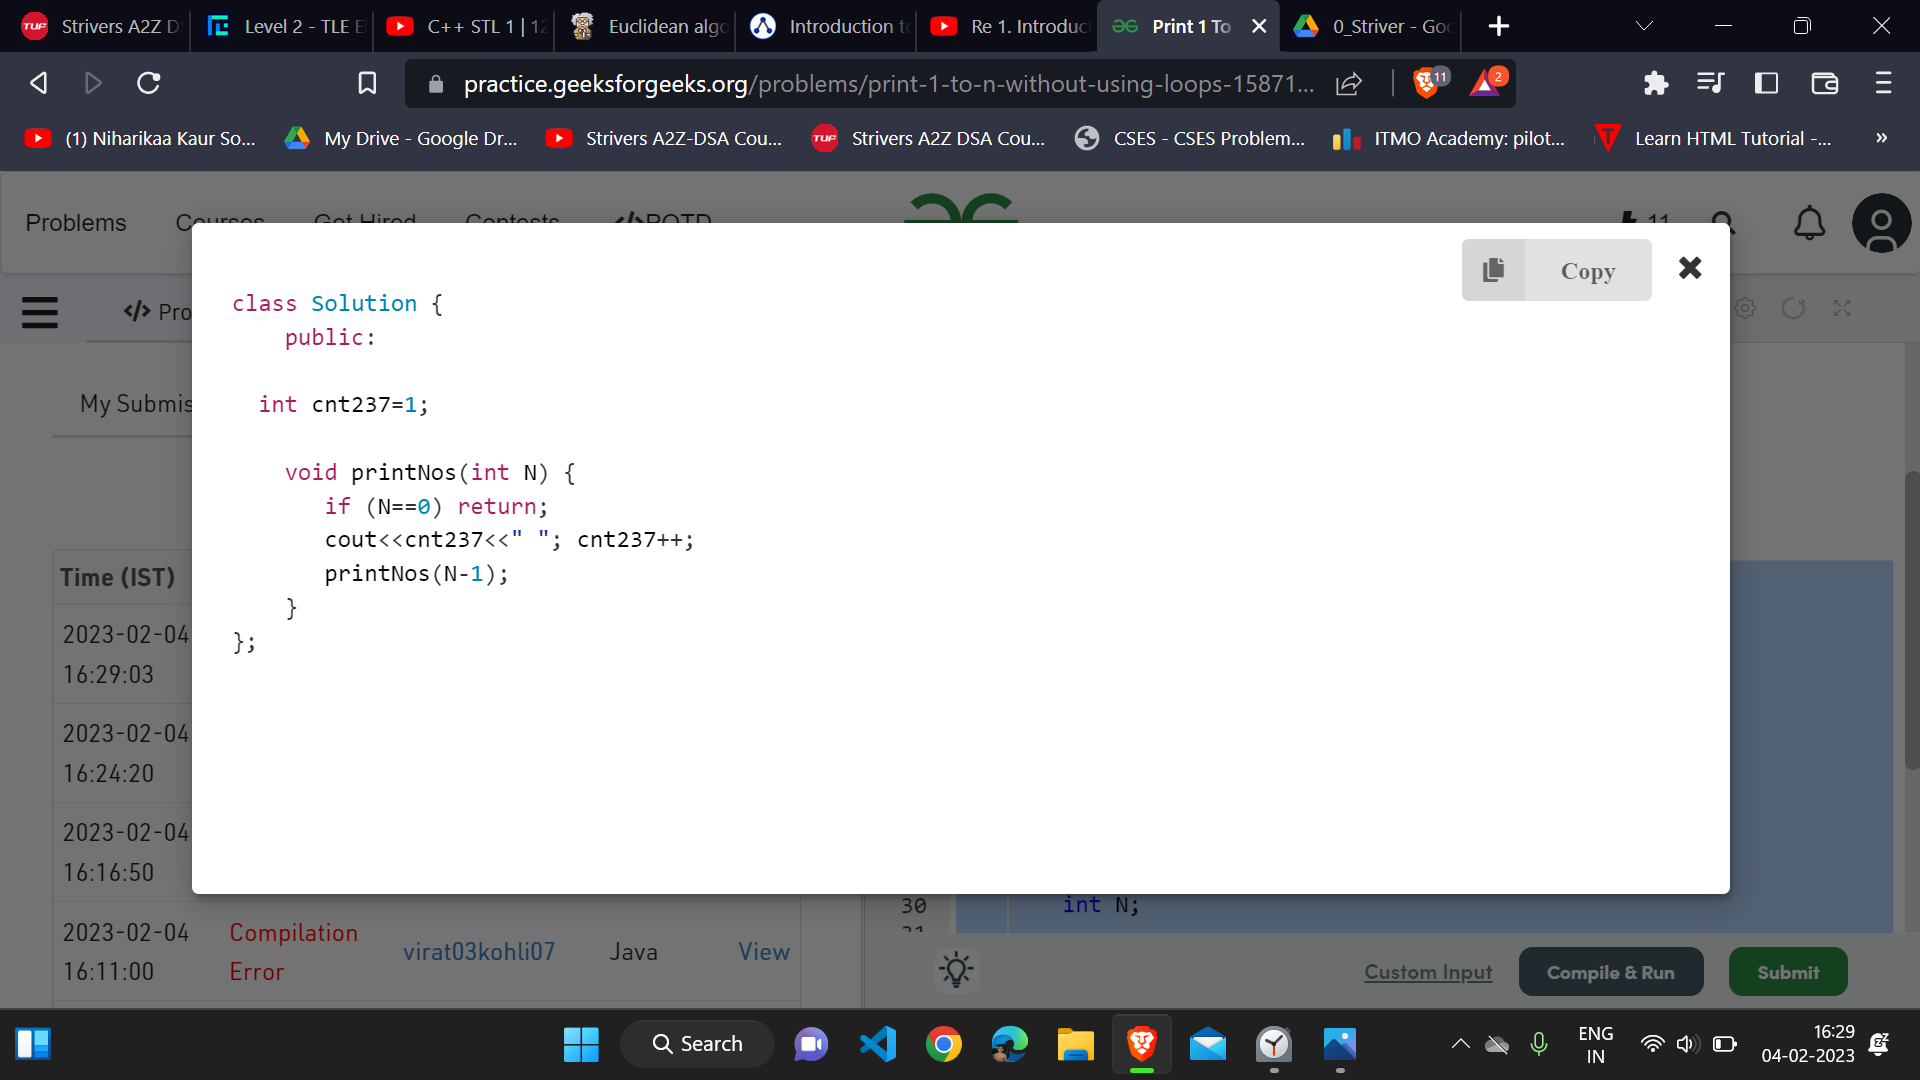 Strivers A2Z D
Level 2 - TLE E
C++ STL 1 | 12
Euclidean algo
Introduction to
Re 1. Introduc
Print 1 To
0_Striver - Goo
practice.geeksforgeeks.org/problems/print-1-to-n-without-using-loops-15871...
11
2
(1) Niharikaa Kaur So...
My Drive - Google Dr...
Strivers A2Z-DSA Cou...
TUF
Strivers A2Z DSA Cou...
CSES - CSES Problem...
ITMO Academy: pilot...
Learn HTML Tutorial -...
»
Problems
Courses
Get Hired
Contests
POTD
11
</> Pro
Copy
class Solution {
public:
int cnt237=1;
void printNos(int N) {
if (N==0) return;
cout<<cnt237<<" "; cnt237++;
printNos(N-1);
}
};
My Submis
Time (IST)
2023-02-04
16:29:03
2023-02-04
16:24:20
2023-02-04
16:16:50
2023-02-04
16:11:00
Compilation
Error
virat03kohli07
Java
View
30
int N;
31
Custom Input
Compile & Run
Submit
Search
ENG
IN
16:29
04-02-2023